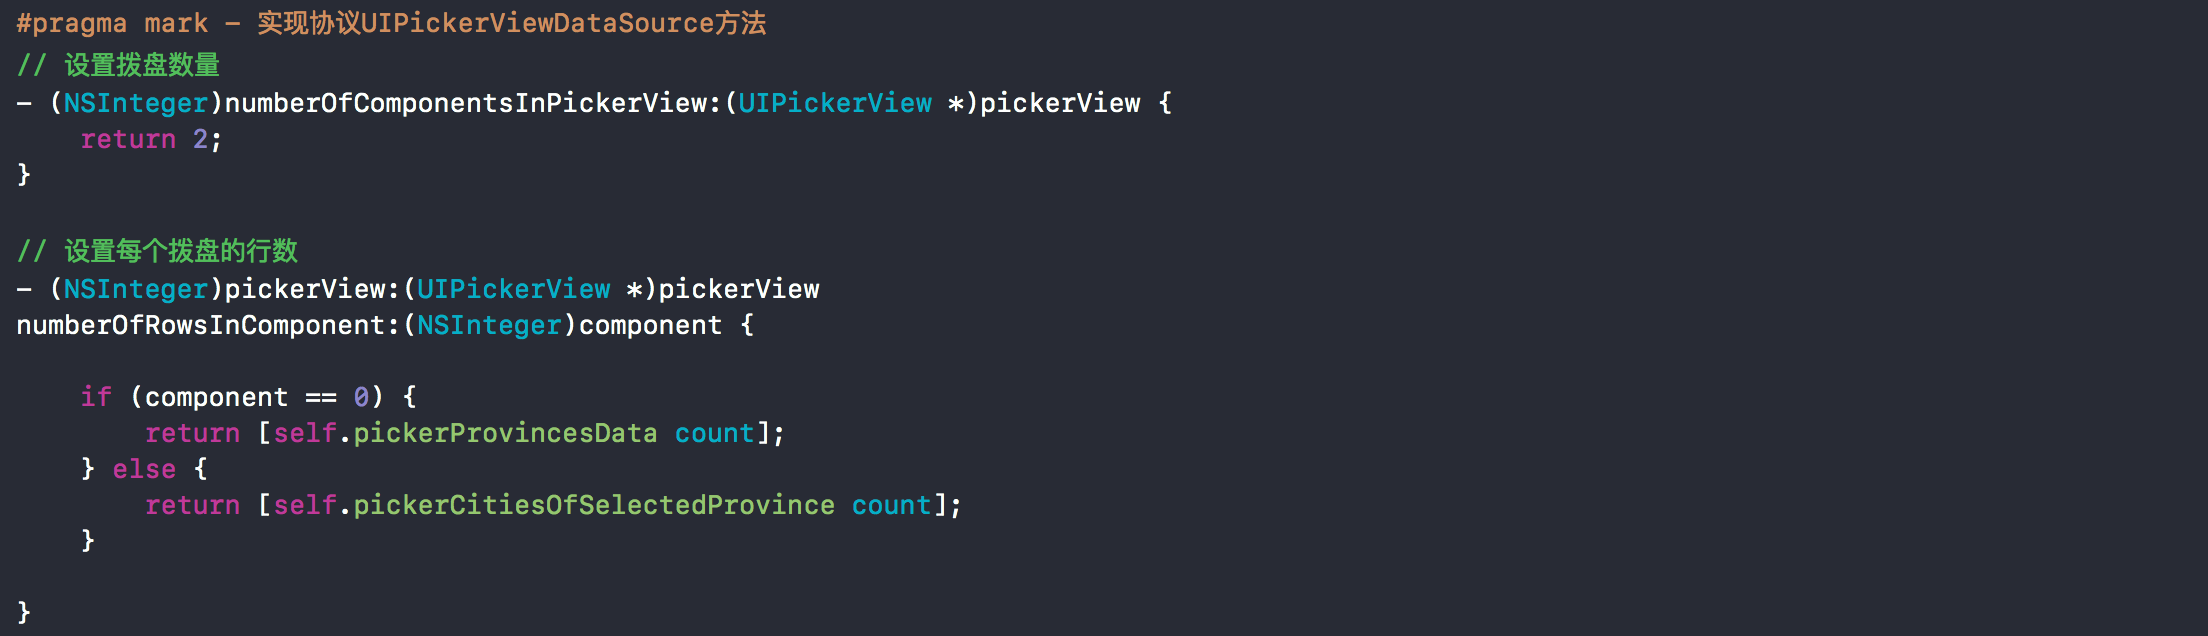 #pragma mark – 实现协议UIPickerViewDataSource方法
// 设置拨盘数量
– (NSInteger)numberOfComponentsInPickerView:(UIPickerView *)pickerView {
    return 2;
}
// 设置每个拨盘的行数
– (NSInteger)pickerView:(UIPickerView *)pickerView
numberOfRowsInComponent:(NSInteger)component {
    if (component == 0) {
        return [self.pickerProvincesData count];
    } else {
        return [self.pickerCitiesOfSelectedProvince count];
    }
}